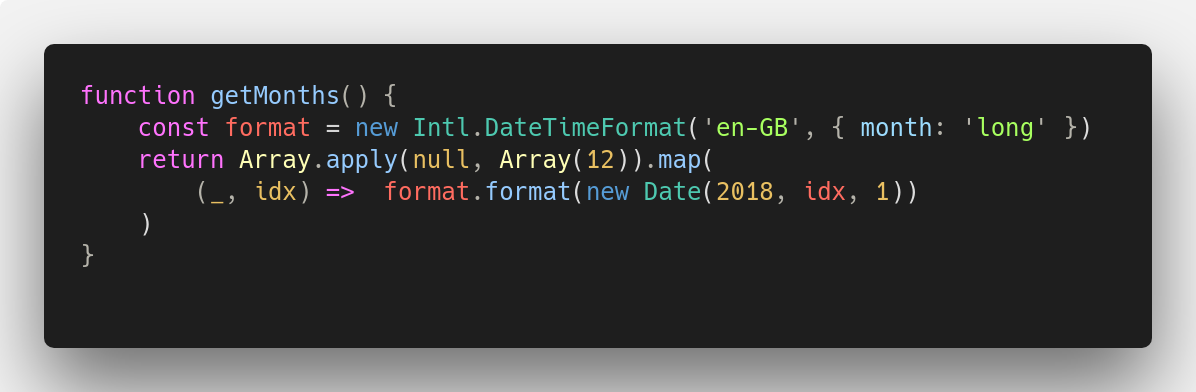 function getMonths() {
    const format = new Intl.DateTimeFormat('en-GB', { month: 'long' })
    return Array.apply(null, Array(12)).map(
        (_, idx) =>  format.format(new Date(2018, idx, 1))
    )
}